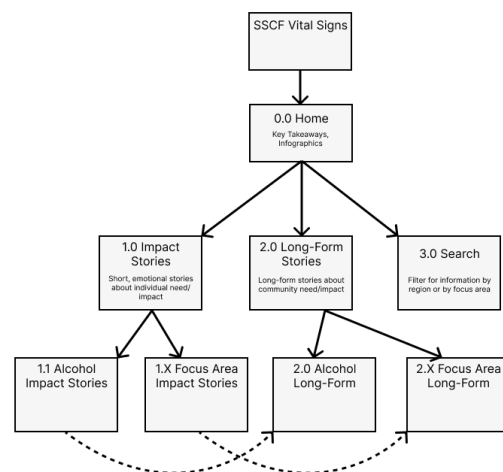 SSCF Vital Signs
0.0 Home
Key Takeaways,
Infographics
1.0 Impact
Stories
Short, emotional stories
about individual need/
impact
2.0 Long-Form
Stories
Long-form stories about
community need/impact
3.0 Search
Filter for information by
region or by focus area
1.1 Alcohol
Impact Stories
1.X Focus Area
Impact Stories
2.0 Alcohol
Long-Form
2.X Focus Area
Long-Form